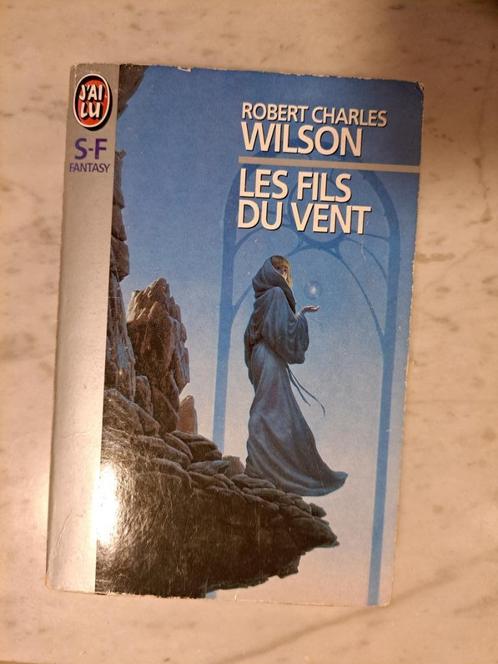 J'AI
LU
S-F
FANTASY
ROBERT CHARLES
WILSON
LES FILS
DU VENT